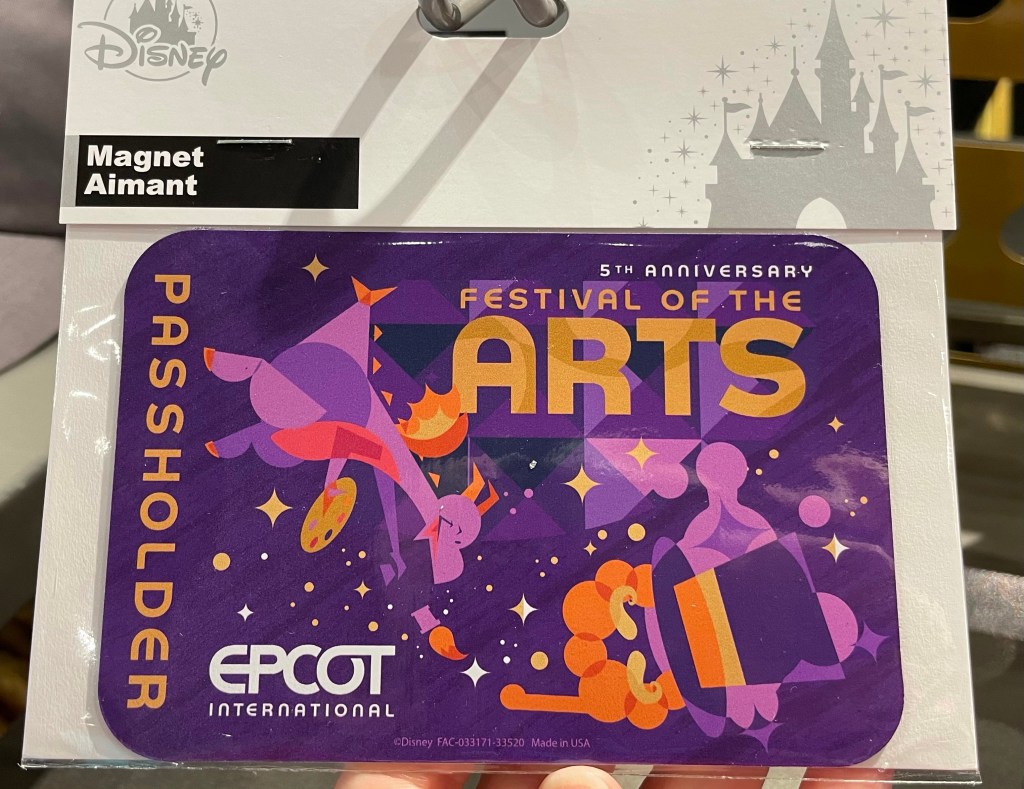 Disney
Magnet
Aimant
PASSHOLDER
5TH ANNIVERSARY
FESTIVAL OF THE
ARTS
EPCOT
INTERNATIONAL
©Disney FAC-033171-33520 Made in USA